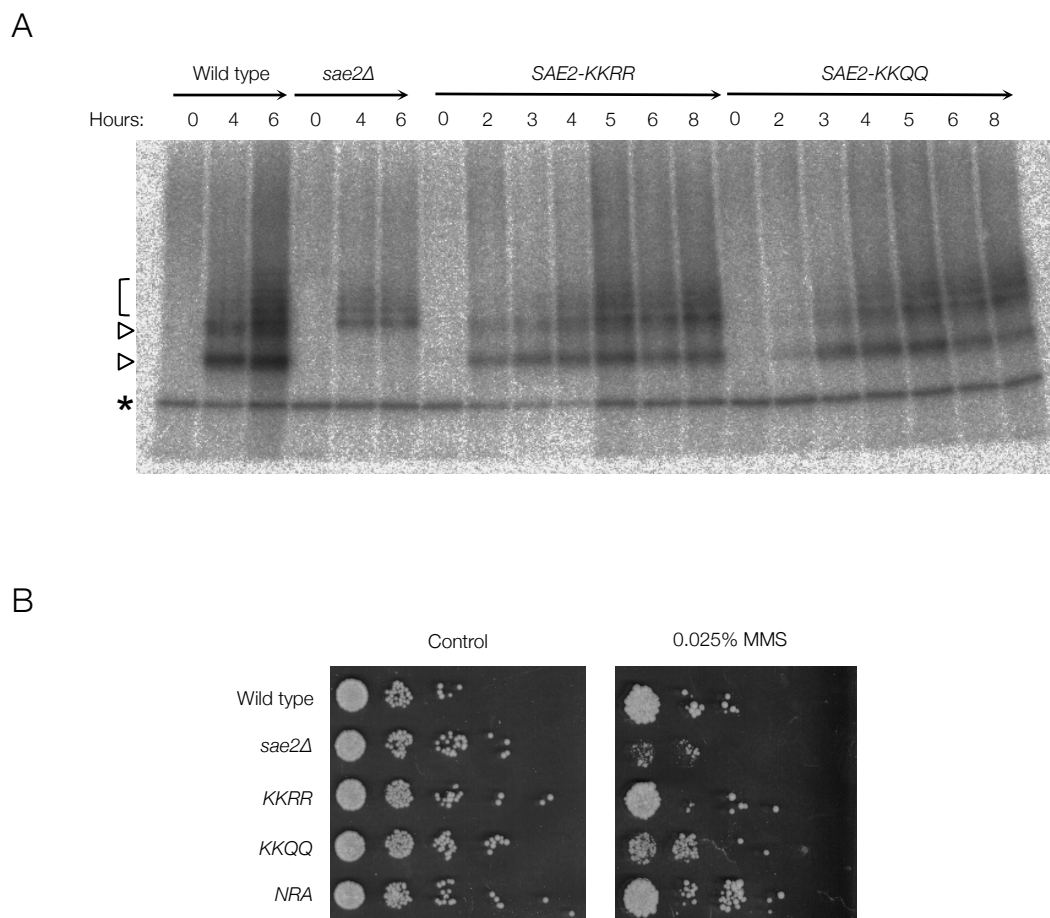 A
Wild type sae2Δ SAE2-KKRR SAE2-KKQQ
Hours: 0 4 6 0 4 6 0 2 3 4 5 6 8 0 2 3 4 5 6 8
*
B
Control 0.025% MMS
Wild type
sae2Δ
KKRR
KKQQ
NRA